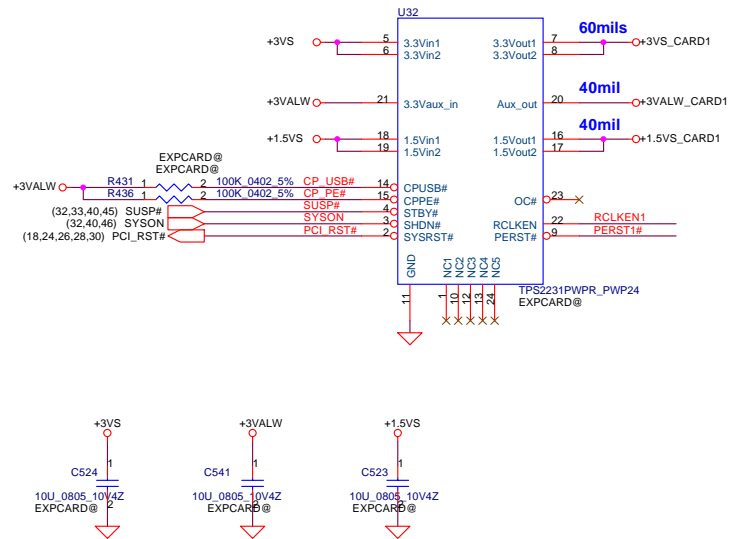 U32
60mils
+3VS 5 3.3Vin1 3.3Vout1 7 +3VS_CARD1
6 3.3Vin2 3.3Vout2 8
40mil
+3VALW 21 3.3Vaux_in Aux_out 20 +3VALW_CARD1
40mil
+1.5VS 18 1.5Vin1 1.5Vout1 16 +1.5VS_CARD1
19 1.5Vin2 1.5Vout2 17
EXPCARD@
EXPCARD@
+3VALW R431 1 2 100K_0402_5% CP_USB# 14 CPUSB#
R436 1 2 100K_0402_5% CP_PE# 15 CPPE# OC# 23
(32,33,40,45) SUSP# SUSP# 4 STBY#
(32,40,46) SYSON SYSON 3 SHDN# RCLKEN 22 RCLKEN1
(18,24,26,28,30) PCI_RST# PCI_RST# 2 SYSRST# PERST# 9 PERST1#
GND NC1 NC2 NC3 NC4 NC5
11 1 10 12 13 24
TPS2231PWPR_PWP24
EXPCARD@
+3VS +3VALW +1.5VS
1 1 1
C524 C541 C523
10U_0805_10V4Z 10U_0805_10V4Z 10U_0805_10V4Z
EXPCARD@ EXPCARD@ EXPCARD@
2 2 2